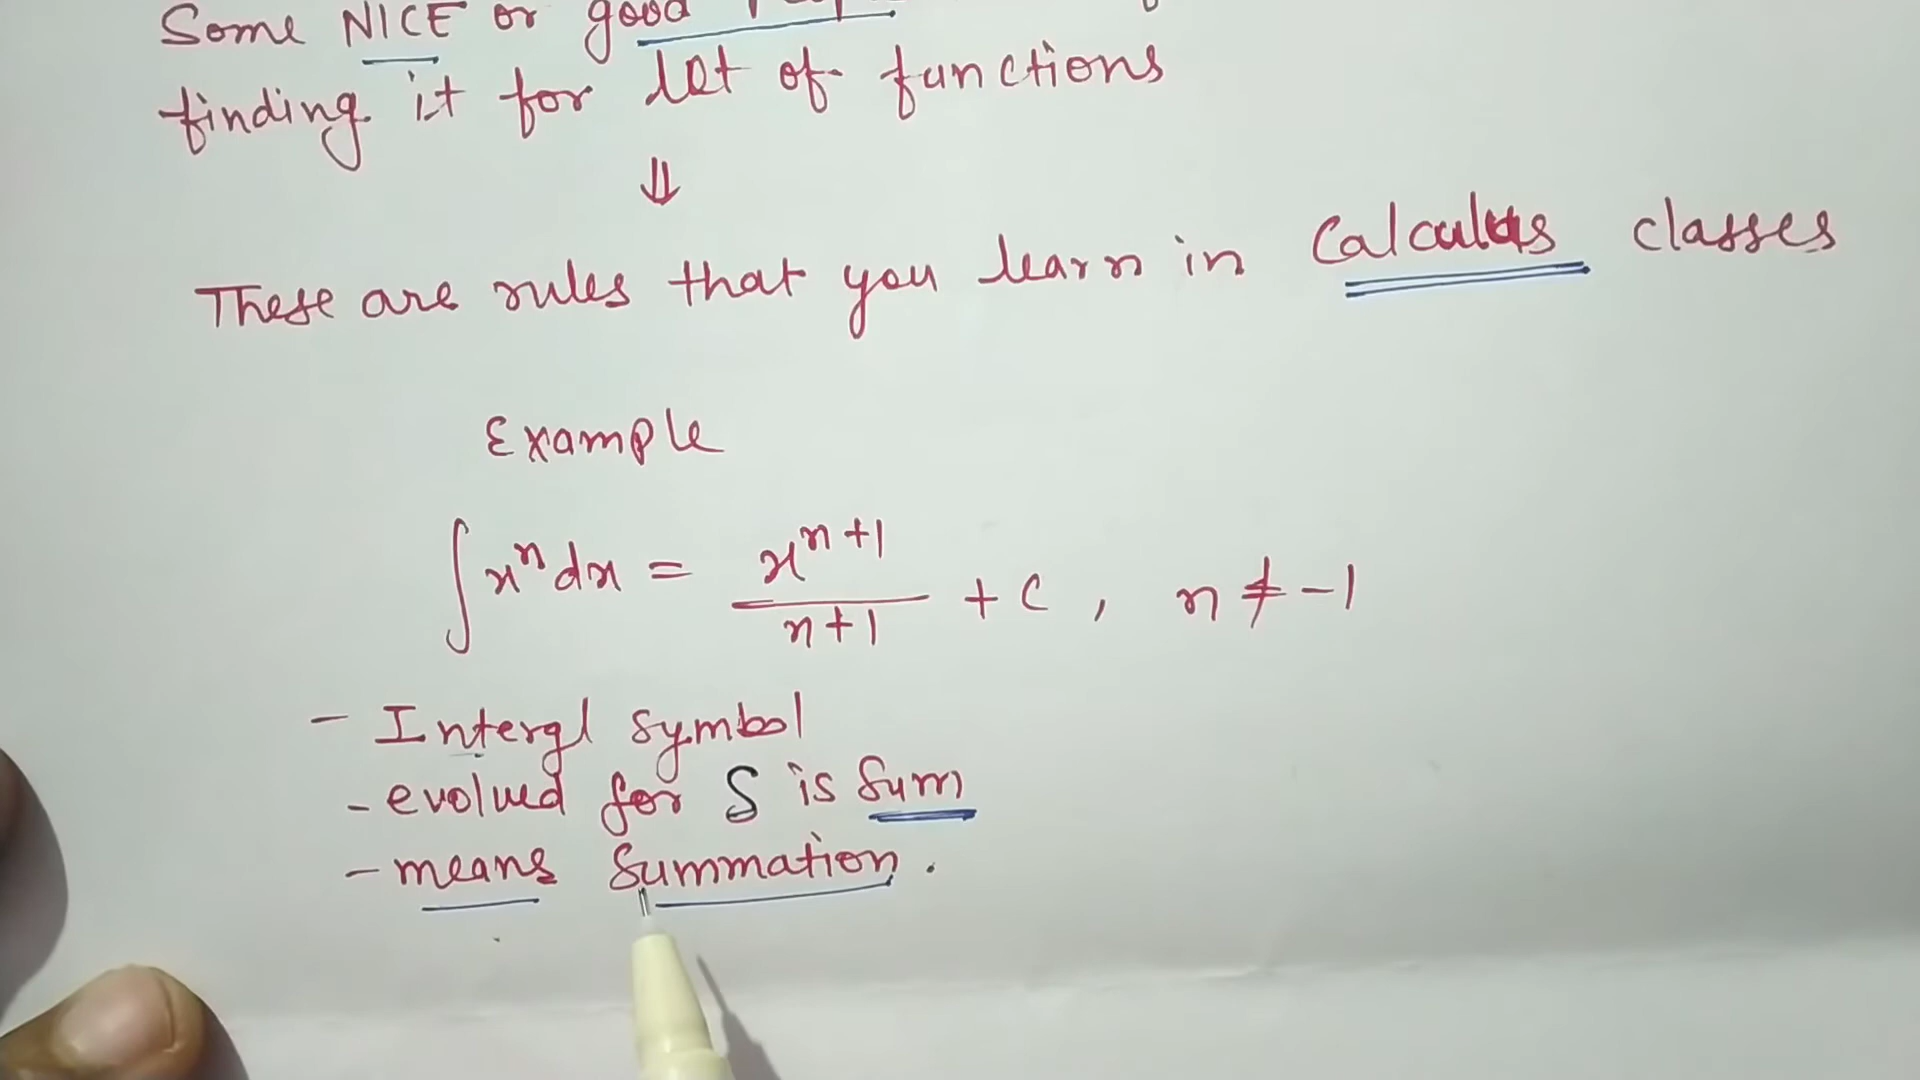 Some NICE or good
finding it for lot of functions
⇓
These are rules that you learn in Calculus classes
Example
∫xⁿdx = xⁿ⁺¹/n+1 + C , n ≠ -1
- Intergl symbol
- evolved for S is Sum
- means Summation.